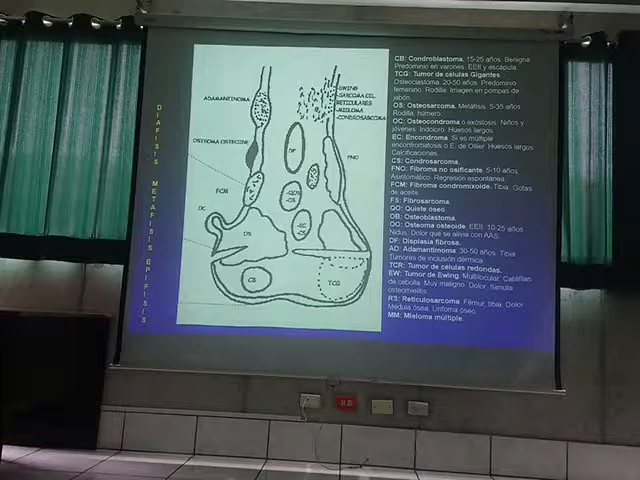 DIAFISIS METAFISIS EPIFISIS
ADAMANTINOMA
-EWING
-SARCOMA CEL.
RETICULARES
-MIELOMA
-CONDROSARCOMA
OSTEOMA OSTEOIDE
DF
FNO
FCM
-QOS
-OB
DC
OS
-EC
-CS
CB
TCG
CB: Condroblastoma. 15-25 años. Benigna
Predominio en varones. EEII y escápula
TCG: Tumor de células Gigantes.
Osteoclastoma. 20-50 años. Predominio
femenino. Rodilla. Imagen en pompas de
jabón.
OS: Osteosarcoma. Metáfisis. 5-35 años
Rodilla, húmero
OC: Osteocondroma o exóstosis. Niños y
jóvenes. Indoloro. Huesos largos.
EC: Encondroma. Si es múltiple
encontromatosis o E. de Ollier. Huesos largos
Calcificaciones.
CS: Condrosarcoma.
FNO: Fibroma no osificante. 5-10 años
Asintomático. Regresión espontánea
FCM: Fibroma condromixoide. Tibia. Gotas
de aceite
FS: Fibrosarcoma.
QO: Quiste óseo.
OB: Osteoblastoma.
OO: Osteoma osteoide. EEII. 10-25 años
Nidus. Dolor que se alivia con AAS.
DF: Displasia fibrosa.
AD: Adamantinoma: 30-50 años. Tibia
Tumores de inclusión dérmica.
TCR: Tumor de células redondas.
EW: Tumor de Ewing. Multilocular. Catáfilas
de cebolla. Muy maligno. Dolor. Simula
osteomielitis.
RS: Reticulosarcoma. Fémur, tibia. Dolor
Médula ósea. Linfoma óseo.
MM: Mieloma múltiple.